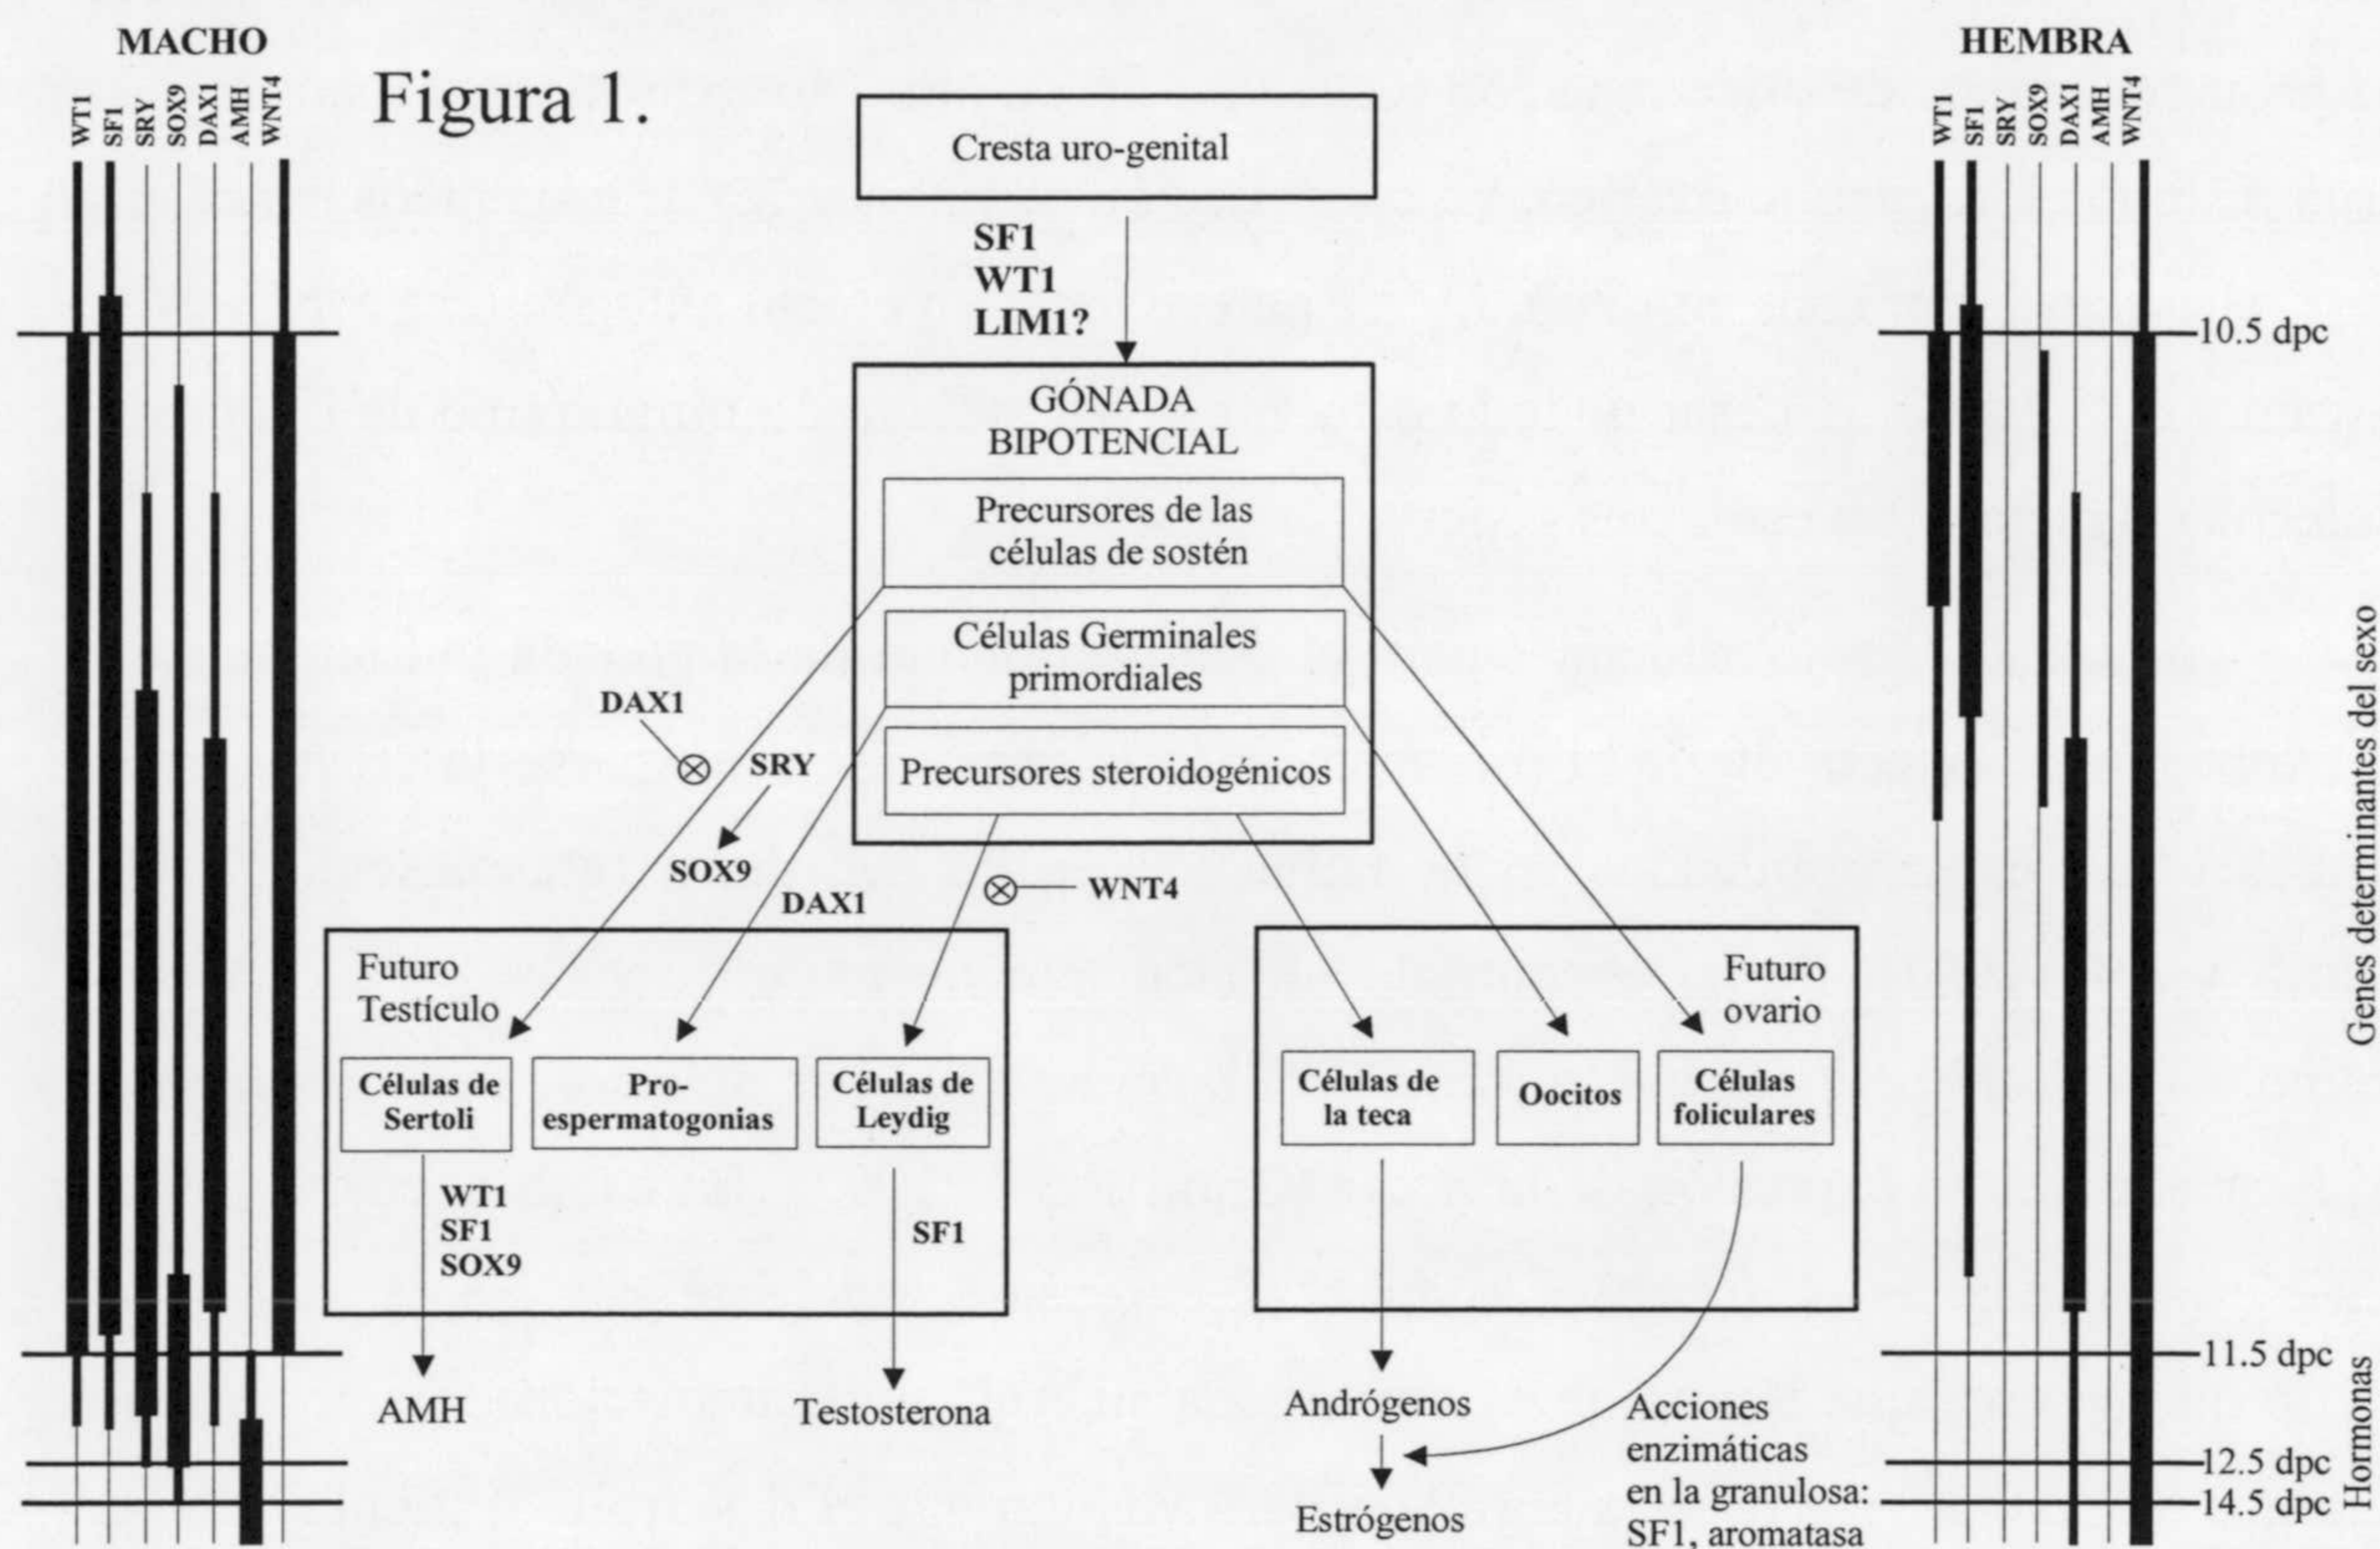 MACHO
WT1
SF1
SRY
SOX9
DAX1
AMH
WNT4
Figura 1.
Cresta uro-genital
SF1
WT1
LIM1?
GÓNADA
BIPOTENCIAL
Precursores de las
células de sostén
Células Germinales
primordiales
Precursores steroidogénicos
DAX1
SRY
SOX9
DAX1
WNT4
Futuro
Testículo
Células de
Sertoli
Pro-
espermatogonias
Células de
Leydig
WT1
SF1
SOX9
SF1
AMH
Testosterona
Futuro
ovario
Células de
la teca
Oocitos
Células
foliculares
Andrógenos
Estrógenos
Acciones
enzimáticas
en la granulosa:
SF1, aromatasa
HEMBRA
WT1
SF1
SRY
SOX9
DAX1
AMH
WNT4
10.5 dpc
11.5 dpc
12.5 dpc
14.5 dpc
Genes determinantes del sexo
Hormonas